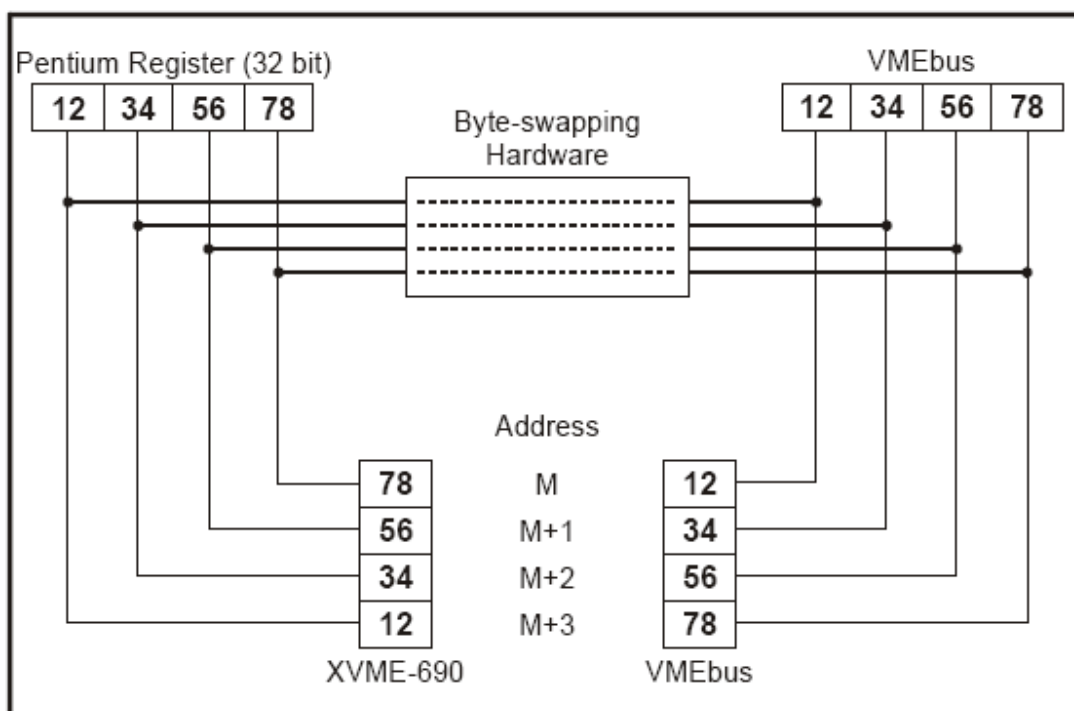 Pentium Register (32 bit)
VMEbus
12 34 56 78
12 34 56 78
Byte-swapping
Hardware
Address
78 M 12
56 M+1 34
34 M+2 56
12 M+3 78
XVME-690
VMEbus